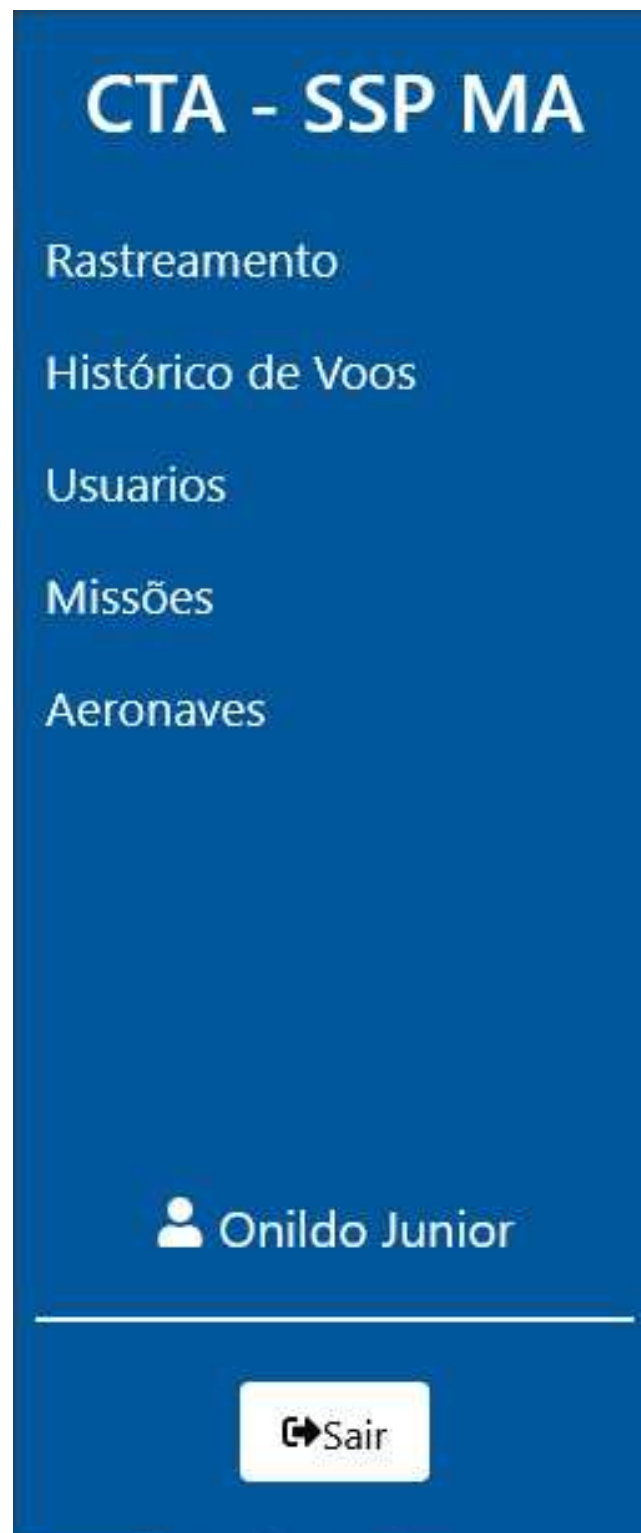 CTA - SSP MA
Rastreamento
Histórico de Voos
Usuarios
Missões
Aeronaves
Onildo Junior
Sair